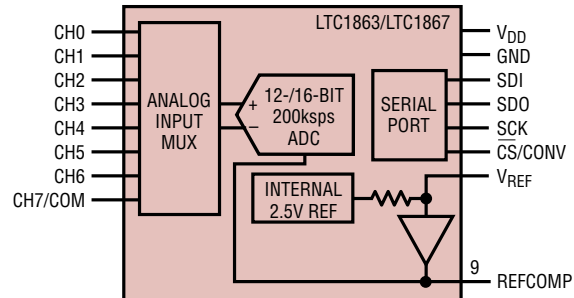 LTC1863/LTC1867
CH0
CH1
CH2
CH3
CH4
CH5
CH6
CH7/COM
ANALOG
INPUT
MUX
+
–
12-/16-BIT
200ksps
ADC
SERIAL
PORT
INTERNAL
2.5V REF
VDD
GND
SDI
SDO
SCK
CS/CONV
VREF
9
REFCOMP